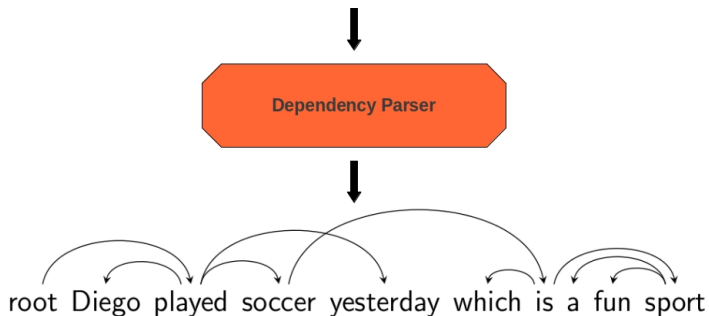 Dependency Parser
root Diego played soccer yesterday which is a fun sport